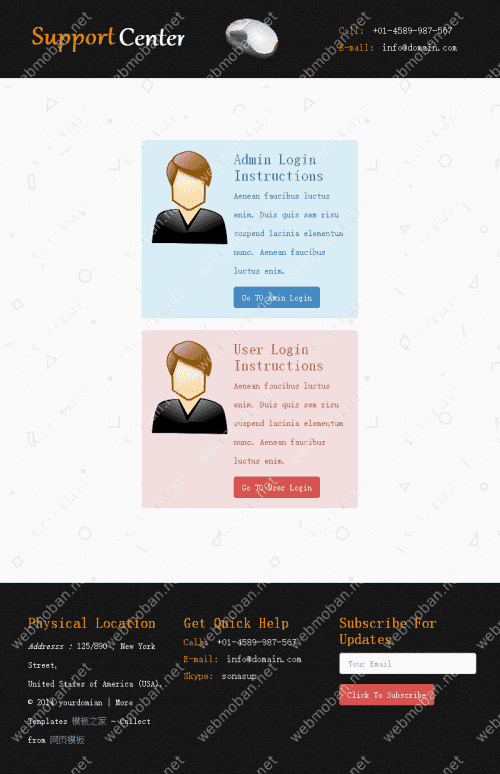 Support Center
Call: +01-4589-987-567
E-mail: info@domain.com
Admin Login
Instructions
Aenean faucibus luctus
enim. Duis quis sem risu
suspend lacinia elementum
nunc. Aenean faucibus
luctus enim.
Go TO Amin Login
User Login
Instructions
Aenean faucibus luctus
enim. Duis quis sem risu
suspend lacinia elementum
nunc. Aenean faucibus
luctus enim.
Go TO User Login
Physical Location
Addresss : 125/890 , New York
Street,
United States of America (USA).
© 2014 yourdomian | More
Templates 模板之家 - Collect
from 网页模板
Get Quick Help
Call: +01-4589-987-567
E-mail: info@domain.com
Skype: sonasup
Subscribe For
Updates
Your Email
Click To Subscribe
webmoban.net